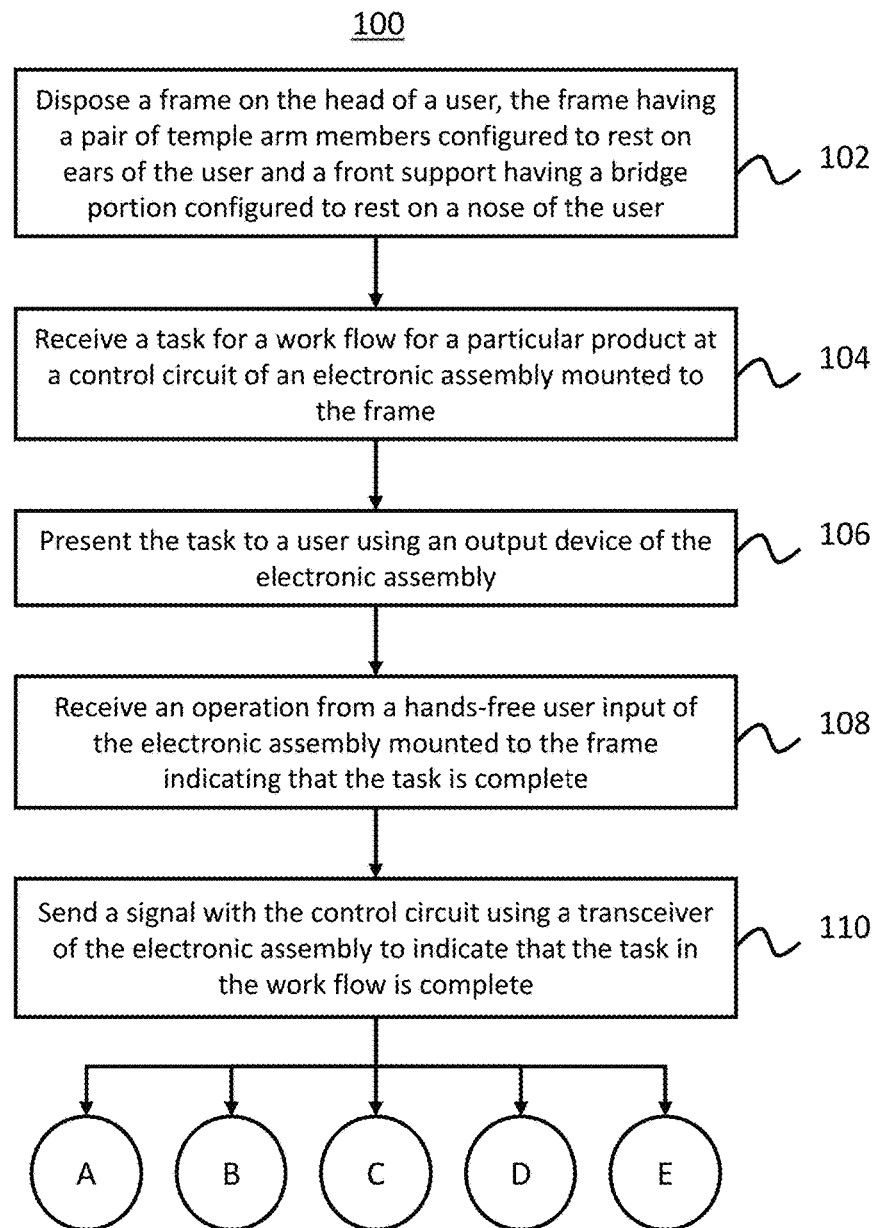 100
Dispose a frame on the head of a user, the frame having
a pair of temple arm members configured to rest on
ears of the user and a front support having a bridge
portion configured to rest on a nose of the user
102
Receive a task for a work flow for a particular product at
a control circuit of an electronic assembly mounted to
the frame
104
Present the task to a user using an output device of the
electronic assembly
106
Receive an operation from a hands-free user input of
the electronic assembly mounted to the frame
indicating that the task is complete
108
Send a signal with the control circuit using a transceiver
of the electronic assembly to indicate that the task in
the work flow is complete
110
A B C D E